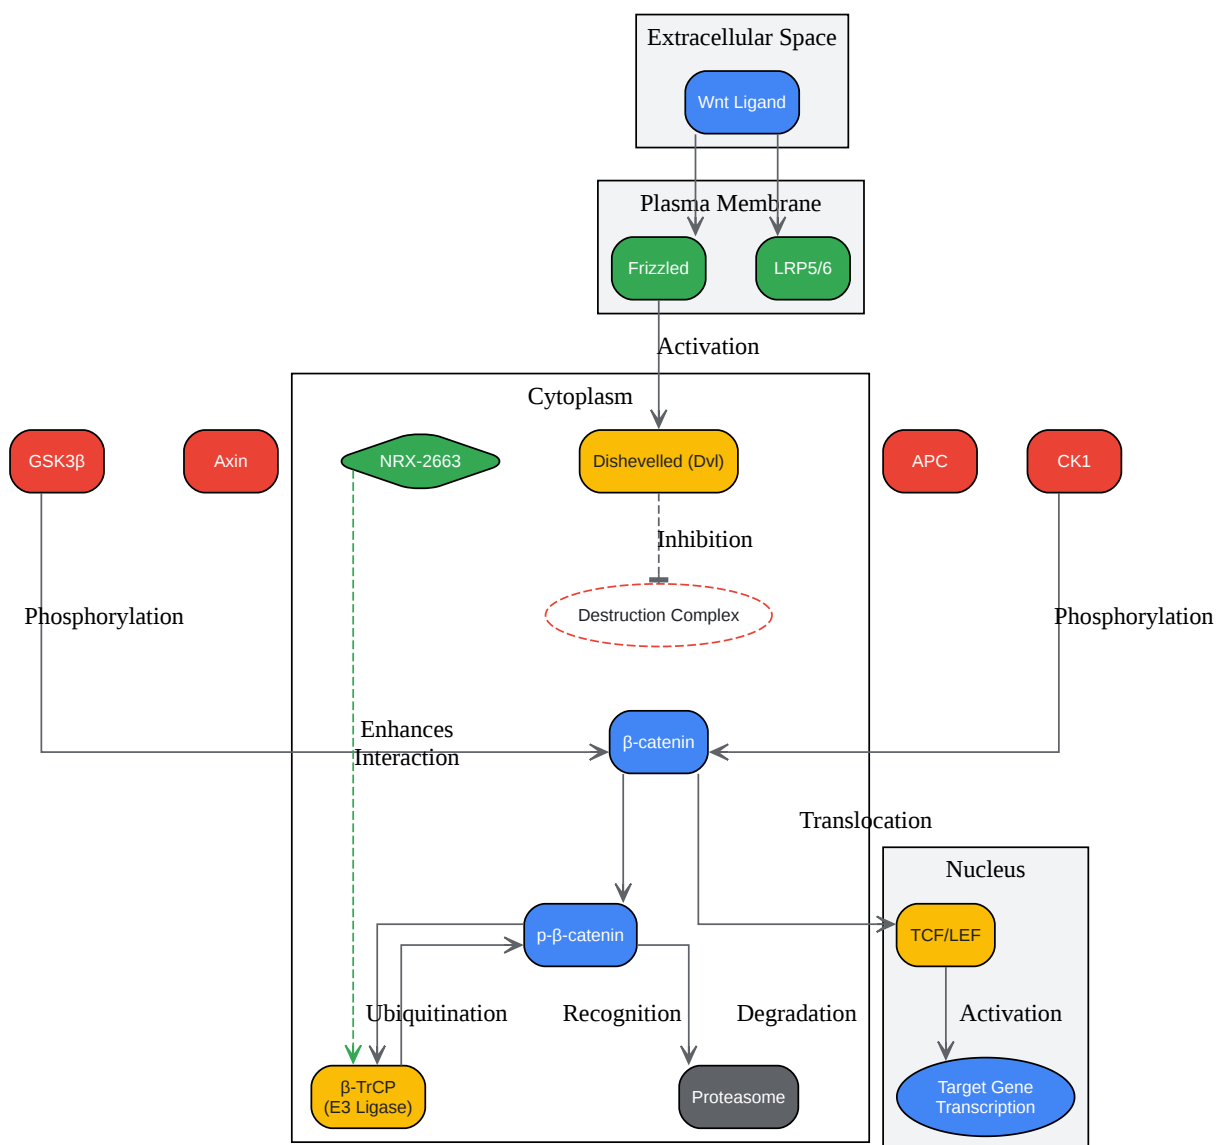 Extracellular Space
Wnt Ligand
Plasma Membrane
Frizzled
LRP5/6
Activation
Cytoplasm
GSK3β
Axin
NRX-2663
Dishevelled (Dvl)
APC
CK1
Inhibition
Phosphorylation
Destruction Complex
Phosphorylation
Enhances
Interaction
β-catenin
Translocation
Nucleus
p-β-catenin
TCF/LEF
Ubiquitination
Recognition
Degradation
Activation
β-TrCP
(E3 Ligase)
Proteasome
Target Gene
Transcription